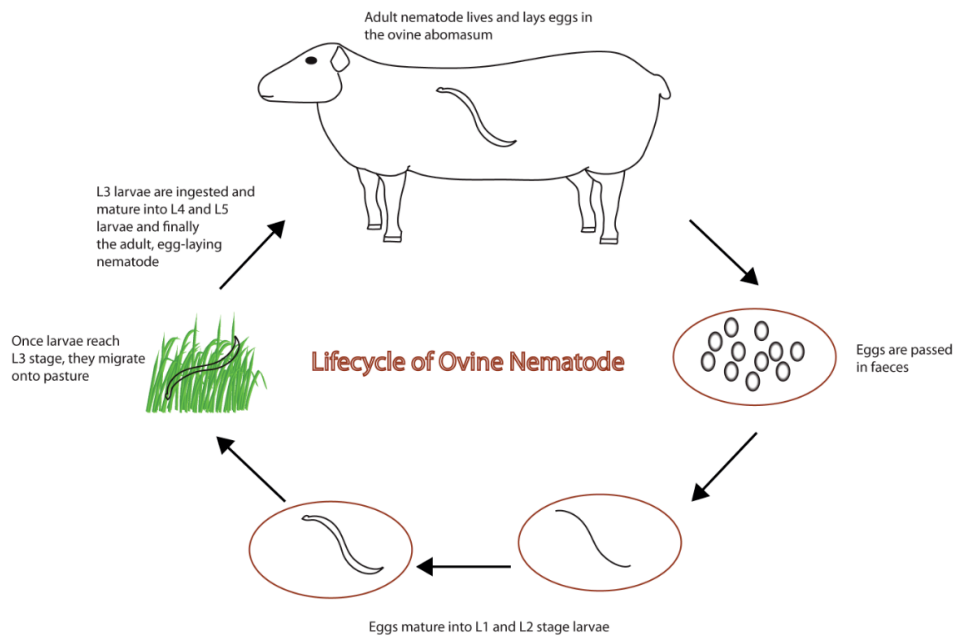 Adult nematode lives and lays eggs in
the ovine abomasum
L3 larvae are ingested and
mature into L4 and L5
larvae and finally
the adult, egg-laying
nematode
Once larvae reach
L3 stage, they migrate
onto pasture
Lifecycle of Ovine Nematode
Eggs are passed
in faeces
Eggs mature into L1 and L2 stage larvae